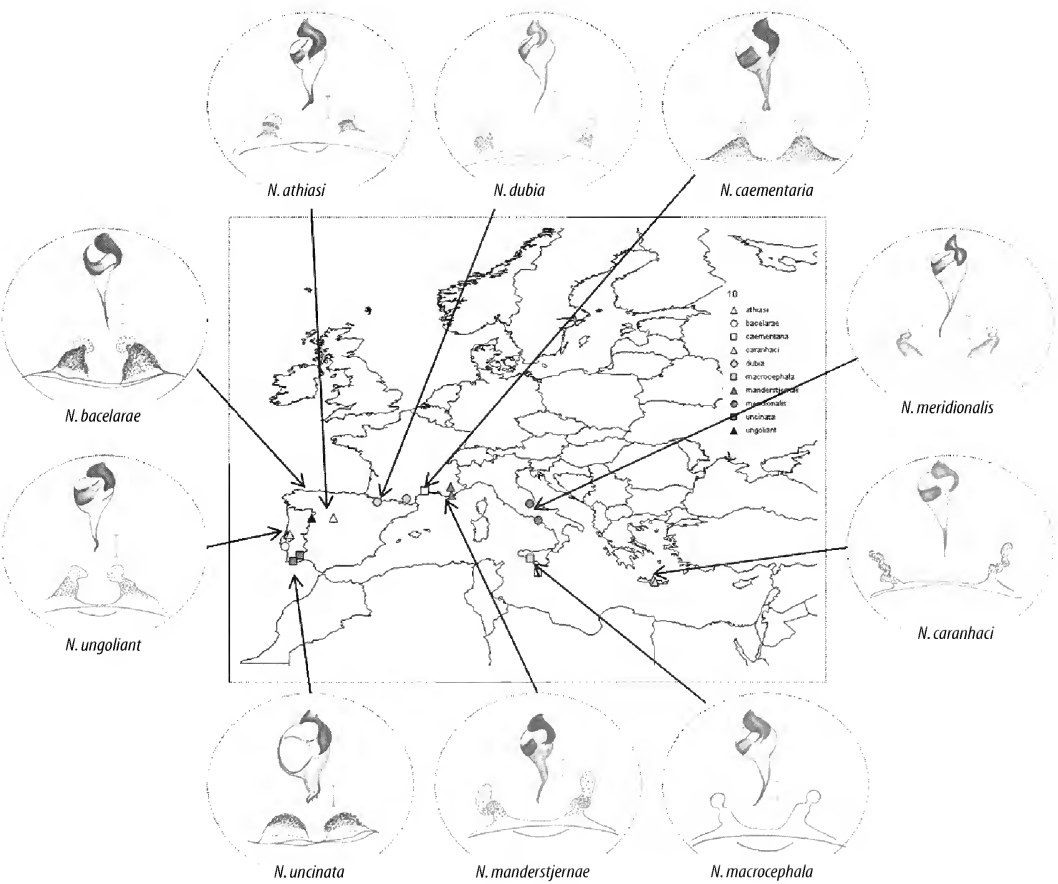 N. athiasi
N. dubia
N. caementaria
N. bacelarae
N. meridionalis
10
athiasi
bacelarae
caementaria
caranhaci
dubia
macrocephala
manderstjernae
meridionalis
uncinata
ungoliant
N. ungoliant
N. caranhaci
N. uncinata
N. manderstjernae
N. macrocephala